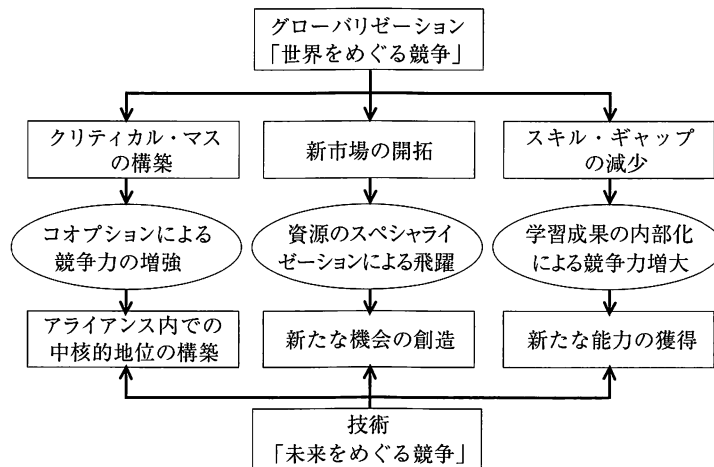 グローバリゼーション
「世界をめぐる競争」
クリティカル・マス
の構築
新市場の開拓
スキル・ギャップ
の減少
コオプションによる
競争力の増強
資源のスペシャライ
ゼーションによる飛躍
学習成果の内部化
による競争力増大
アライアンス内での
中核的地位の構築
新たな機会の創造
新たな能力の獲得
技術
「未来をめぐる競争」